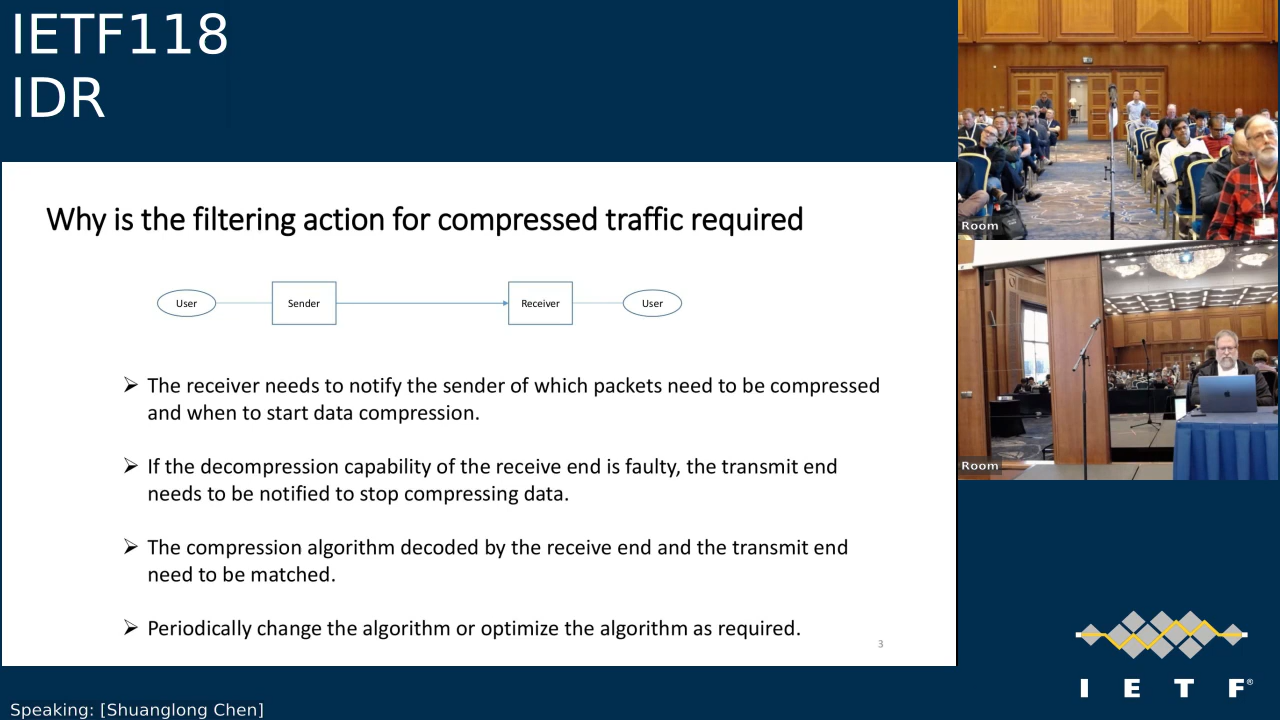 IETF118
IDR
Why is the filtering action for compressed traffic required
User
Sender
Receiver
User
➢ The receiver needs to notify the sender of which packets need to be compressed
and when to start data compression.
➢ If the decompression capability of the receive end is faulty, the transmit end
needs to be notified to stop compressing data.
➢ The compression algorithm decoded by the receive end and the transmit end
need to be matched.
➢ Periodically change the algorithm or optimize the algorithm as required.
3
Room
Room
I E T F®
Speaking: [Shuanglong Chen]